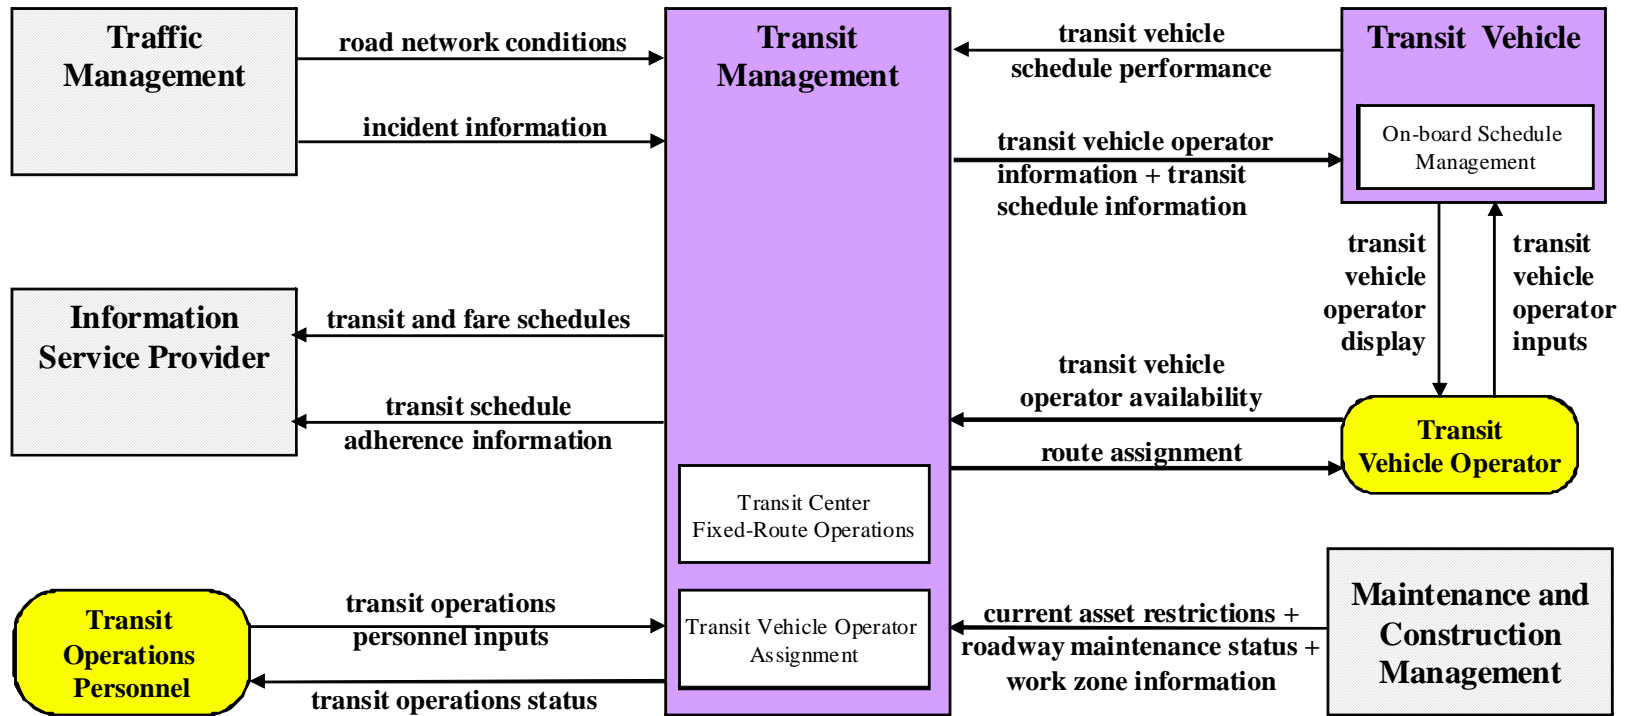 Traffic
Management
road network conditions
incident information
Transit
Management
transit vehicle
schedule performance
transit vehicle operator
information + transit
schedule information
Transit Vehicle
On-board Schedule
Management
transit
vehicle
operator
display
transit
vehicle
operator
inputs
Information
Service Provider
transit and fare schedules
transit schedule
adherence information
transit vehicle
operator availability
route assignment
Transit
Vehicle Operator
Transit Center
Fixed-Route Operations
Transit
Operations
Personnel
transit operations
personnel inputs
transit operations status
Transit Vehicle Operator
Assignment
current asset restrictions +
roadway maintenance status +
work zone information
Maintenance and
Construction
Management